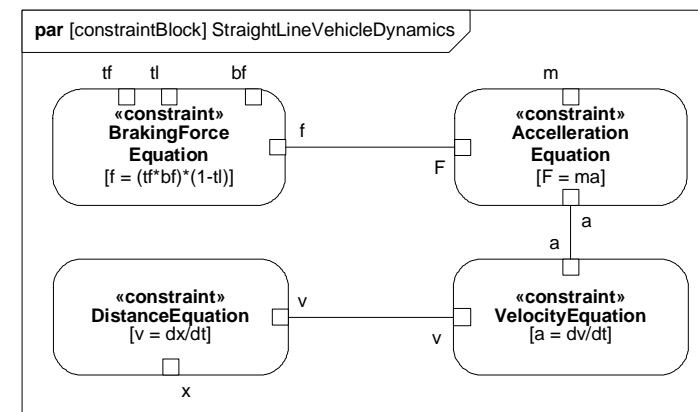 par [constraintBlock] StraightLineVehicleDynamics
tf tl bf
m
«constraint»
BrakingForce
Equation
[f = (tf*bf)*(1-tl)]
f
F
«constraint»
Accelleration
Equation
[F = ma]
a
a
«constraint»
DistanceEquation
[v = dx/dt]
v
v
x
«constraint»
VelocityEquation
[a = dv/dt]